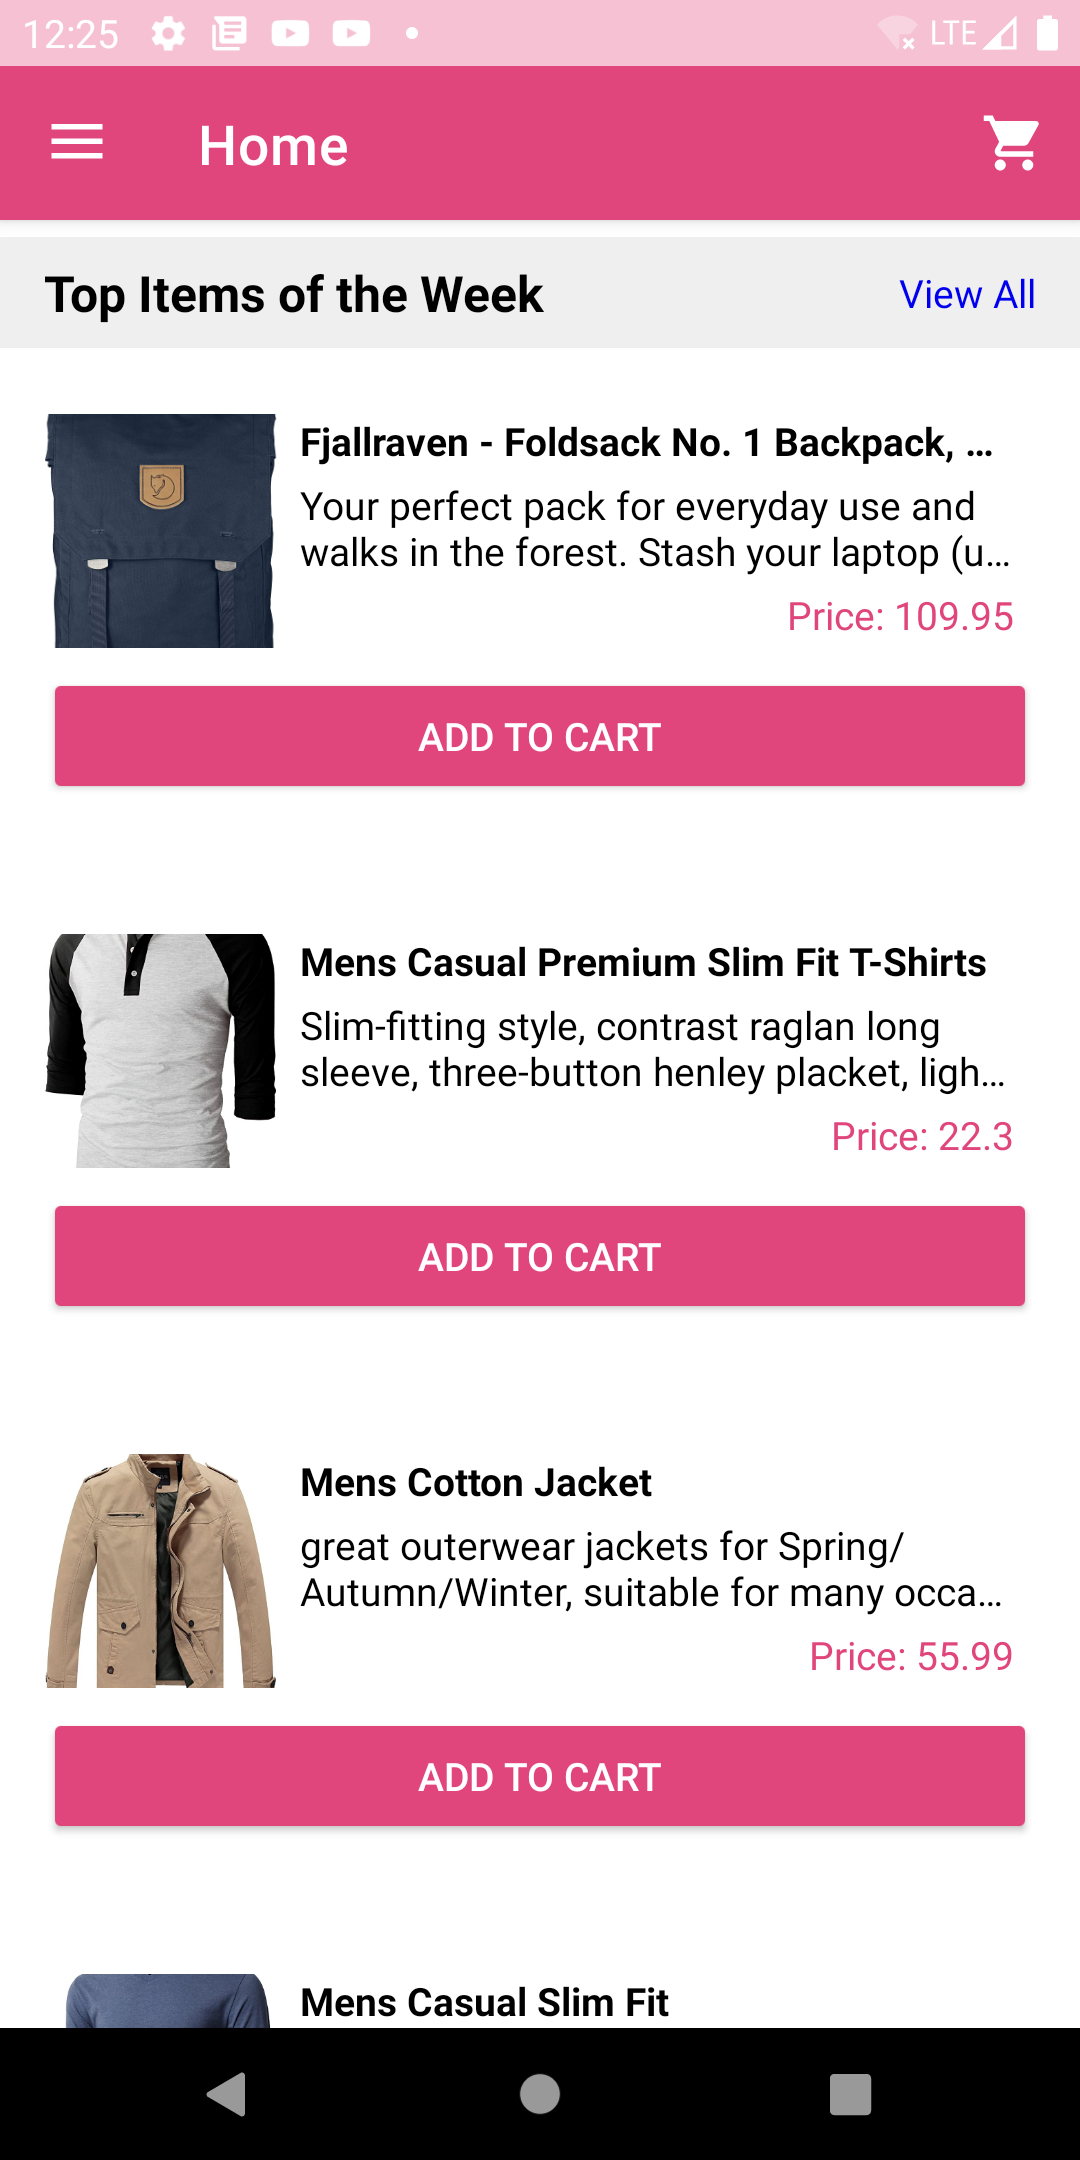 12:25
LTE
Home
Top Items of the Week
View All
Fjallraven - Foldsack No. 1 Backpack, ...
Your perfect pack for everyday use and
walks in the forest. Stash your laptop (u...
Price: 109.95
ADD TO CART
Mens Casual Premium Slim Fit T-Shirts
Slim-fitting style, contrast raglan long
sleeve, three-button henley placket, ligh...
Price: 22.3
ADD TO CART
Mens Cotton Jacket
great outerwear jackets for Spring/
Autumn/Winter, suitable for many occa...
Price: 55.99
ADD TO CART
Mens Casual Slim Fit